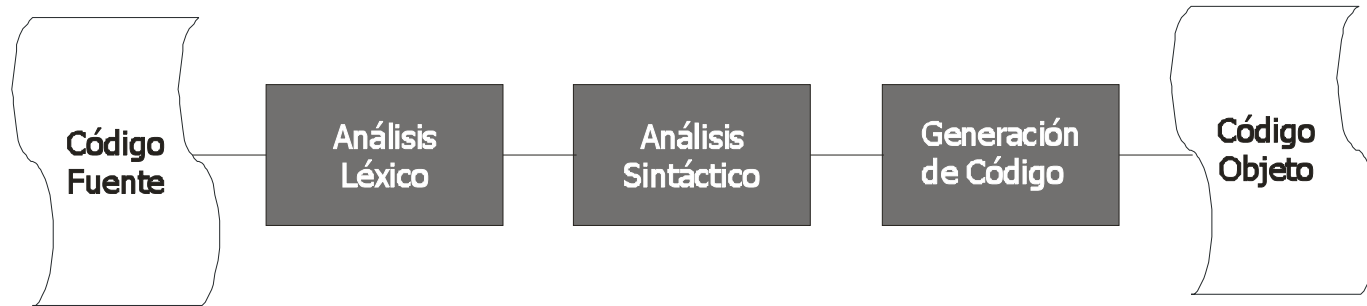 Código
Fuente
Análisis
Léxico
Análisis
Sintáctico
Generación
de Código
Código
Objeto